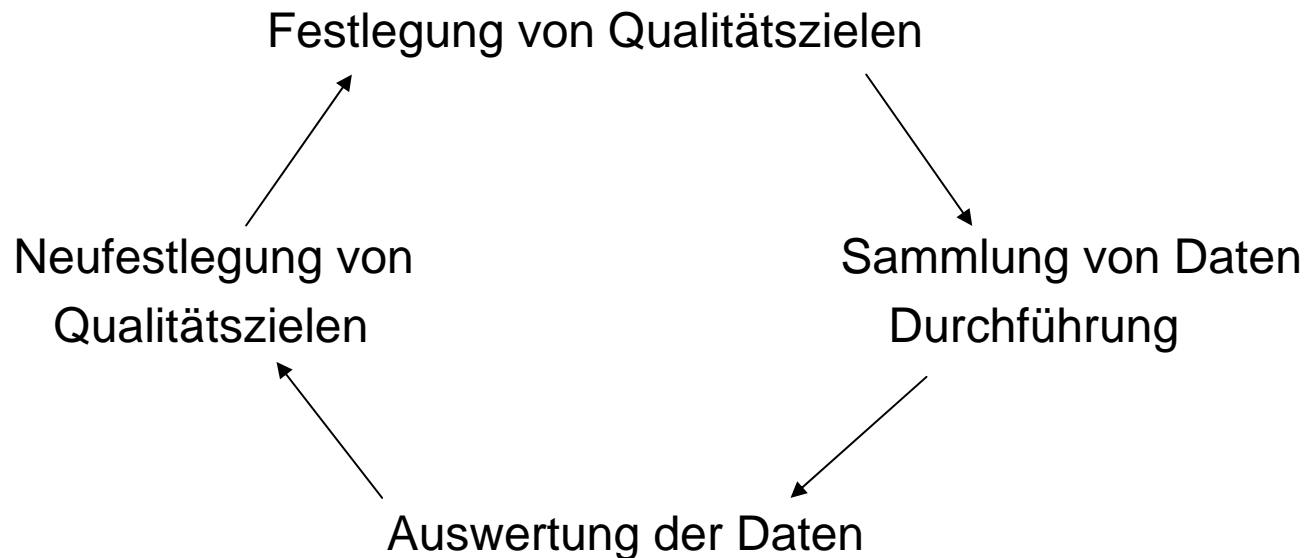 Festlegung von Qualitätszielen
Neufestlegung von
Qualitätszielen
Sammlung von Daten
Durchführung
Auswertung der Daten